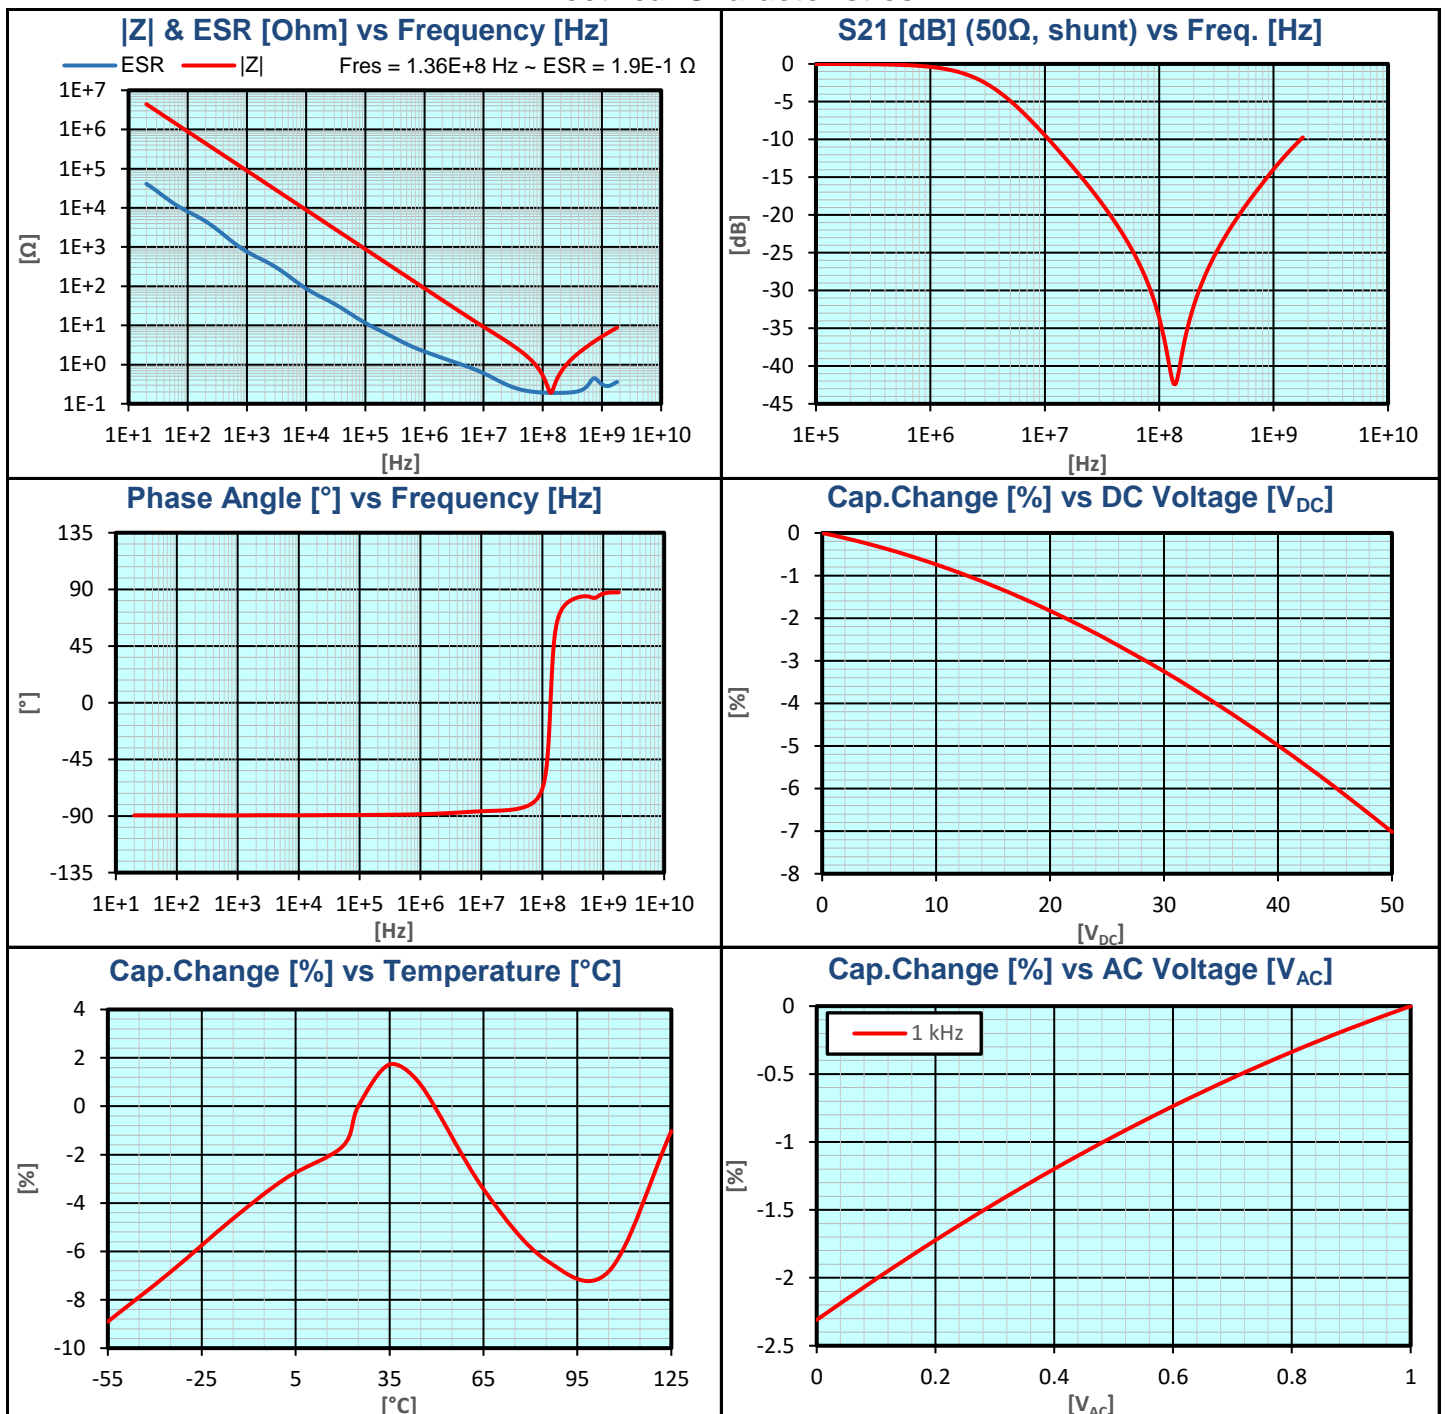 |Z| & ESR [Ohm] vs Frequency [Hz]
ESR |Z| Fres = 1.36E+8 Hz ~ ESR = 1.9E-1 Ω
1E+7
1E+6
1E+5
1E+4
1E+3
1E+2
1E+1
1E+0
1E-1
[Ω]
1E+1 1E+2 1E+3 1E+4 1E+5 1E+6 1E+7 1E+8 1E+9 1E+10
[Hz]
S21 [dB] (50Ω, shunt) vs Freq. [Hz]
0
-5
-10
-15
-20
-25
-30
-35
-40
-45
[dB]
1E+5 1E+6 1E+7 1E+8 1E+9 1E+10
[Hz]
Phase Angle [°] vs Frequency [Hz]
135
90
45
0
-45
-90
-135
[°]
1E+1 1E+2 1E+3 1E+4 1E+5 1E+6 1E+7 1E+8 1E+9 1E+10
[Hz]
Cap.Change [%] vs DC Voltage [VDC]
0
-1
-2
-3
-4
-5
-6
-7
-8
[%]
0 10 20 30 40 50
[VDC]
Cap.Change [%] vs Temperature [°C]
4
2
0
-2
-4
-6
-8
-10
[%]
-55 -25 5 35 65 95 125
[°C]
Cap.Change [%] vs AC Voltage [VAC]
1 kHz
0
-0.5
-1
-1.5
-2
-2.5
[%]
0 0.2 0.4 0.6 0.8 1
[VAC]